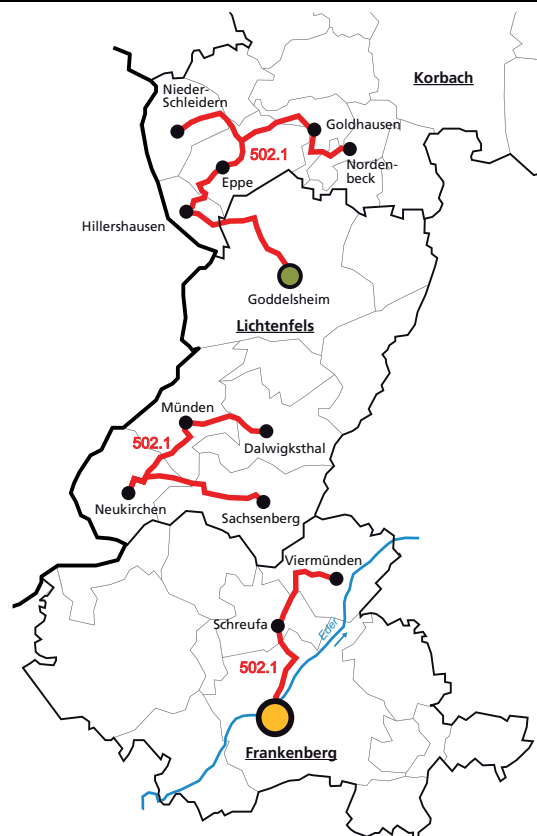 Korbach
Nieder-
Schleidern
Goldhausen
502.1
Norden-
beck
Eppe
Hillershausen
Goddelsheim
Lichtenfels
Münden
502.1
Dalwigksthal
Neukirchen
Sachsenberg
Viermünden
Schreufa
Eder
502.1
Frankenberg